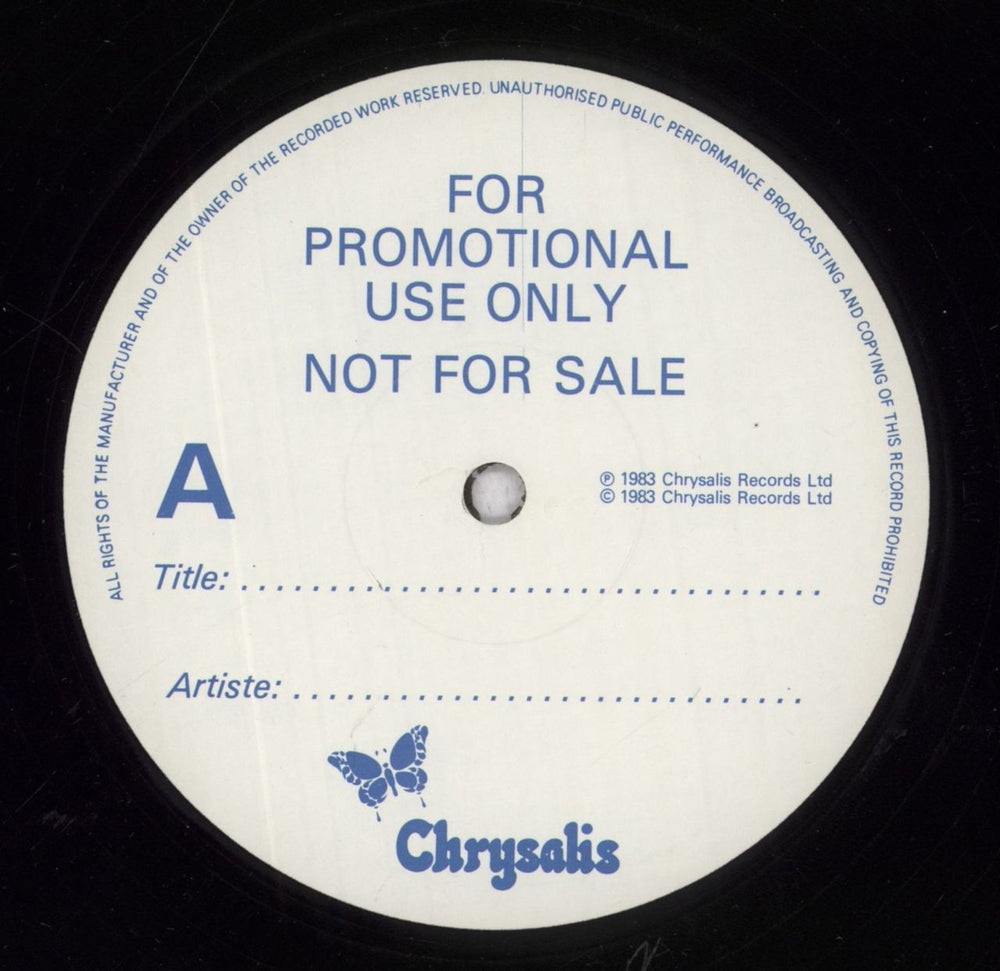 ALL RIGHTS OF THE MANUFACTURER AND OF THE OWNER OF THE RECORDED WORK RESERVED. UNAUTHORISED PUBLIC PERFORMANCE BROADCASTING AND COPYING OF THIS RECORD PROHIBITED
FOR
PROMOTIONAL
USE ONLY
NOT FOR SALE
A
℗ 1983 Chrysalis Records Ltd
© 1983 Chrysalis Records Ltd
Title: .................................
Artiste: .............................
Chrysalis